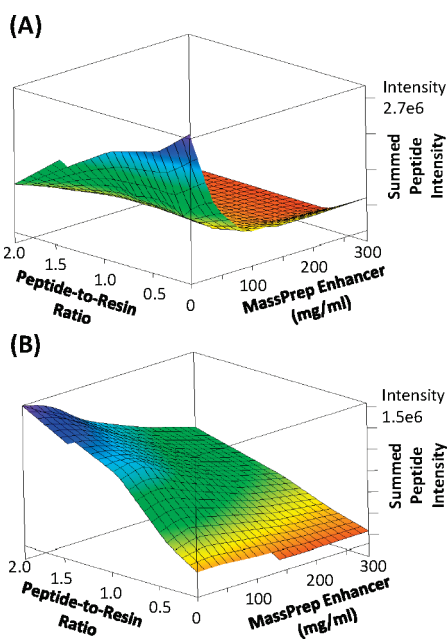 (A)
Intensity
2.7e6
Summed
Peptide
Intensity
2.0
1.5
1.0
0.5
0
100
200
300
Peptide-to-Resin
Ratio
MassPrep Enhancer
(mg/ml)
(B)
Intensity
1.5e6
Summed
Peptide
Intensity
2.0
1.5
1.0
0.5
0
100
200
300
Peptide-to-Resin
Ratio
MassPrep Enhancer
(mg/ml)